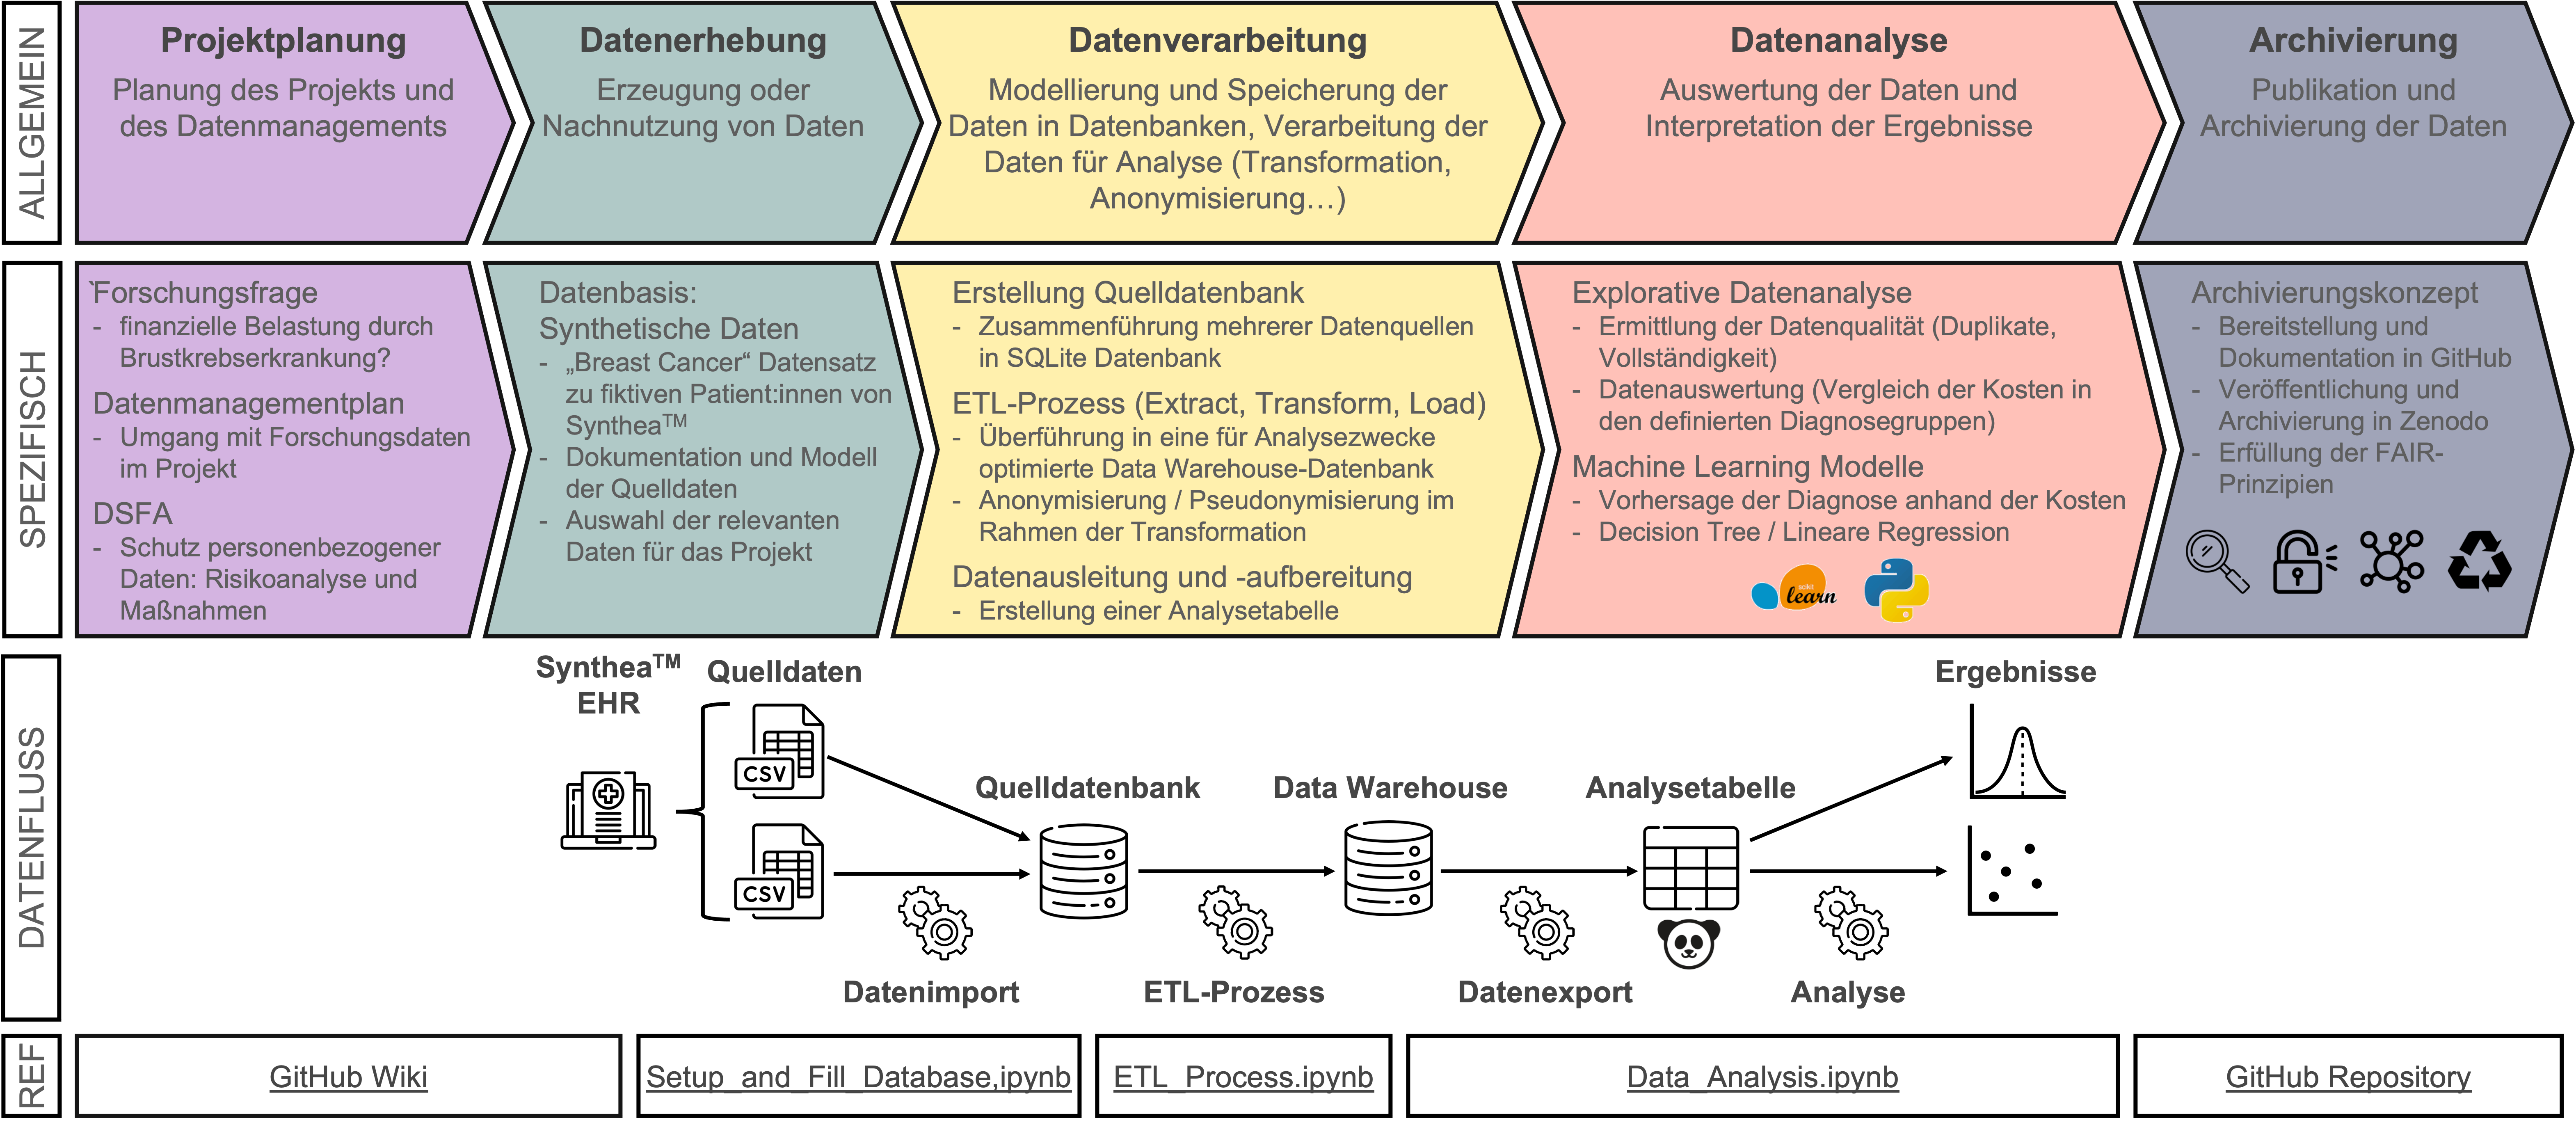 ALLGEMEIN
Projektplanung
Planung des Projekts und
des Datenmanagements
Datenerhebung
Erzeugung oder
Nachnutzung von Daten
Datenverarbeitung
Modellierung und Speicherung der
Daten in Datenbanken, Verarbeitung der
Daten für Analyse (Transformation,
Anonymisierung…)
Datenanalyse
Auswertung der Daten und
Interpretation der Ergebnisse
Archivierung
Publikation und
Archivierung der Daten
SPEZIFISCH
`Forschungsfrage
- finanzielle Belastung durch
Brustkrebserkrankung?
Datenmanagementplan
- Umgang mit Forschungsdaten
im Projekt
DSFA
- Schutz personenbezogener
Daten: Risikoanalyse und
Maßnahmen
Datenbasis:
Synthetische Daten
- „Breast Cancer“ Datensatz
zu fiktiven Patient:innen von
Synthea™
- Dokumentation und Modell
der Quelldaten
- Auswahl der relevanten
Daten für das Projekt
Erstellung Quelldatenbank
- Zusammenführung mehrerer Datenquellen
in SQLite Datenbank
ETL-Prozess (Extract, Transform, Load)
- Überführung in eine für Analysezwecke
optimierte Data Warehouse-Datenbank
- Anonymisierung / Pseudonymisierung im
Rahmen der Transformation
Datenausleitung und -aufbereitung
- Erstellung einer Analysetabelle
Explorative Datenanalyse
- Ermittlung der Datenqualität (Duplikate,
Vollständigkeit)
- Datenauswertung (Vergleich der Kosten in
den definierten Diagnosegruppen)
Machine Learning Modelle
- Vorhersage der Diagnose anhand der Kosten
- Decision Tree / Lineare Regression
scikit
learn
Archivierungskonzept
- Bereitstellung und
Dokumentation in GitHub
- Veröffentlichung und
Archivierung in Zenodo
- Erfüllung der FAIR-
Prinzipien
DATENFLUSS
Synthea™
EHR
Quelldaten
CSV
CSV
Quelldatenbank
Data Warehouse
Analysetabelle
Ergebnisse
Datenimport
ETL-Prozess
Datenexport
Analyse
REF
GitHub Wiki
Setup_and_Fill_Database,ipynb
ETL_Process.ipynb
Data_Analysis.ipynb
GitHub Repository